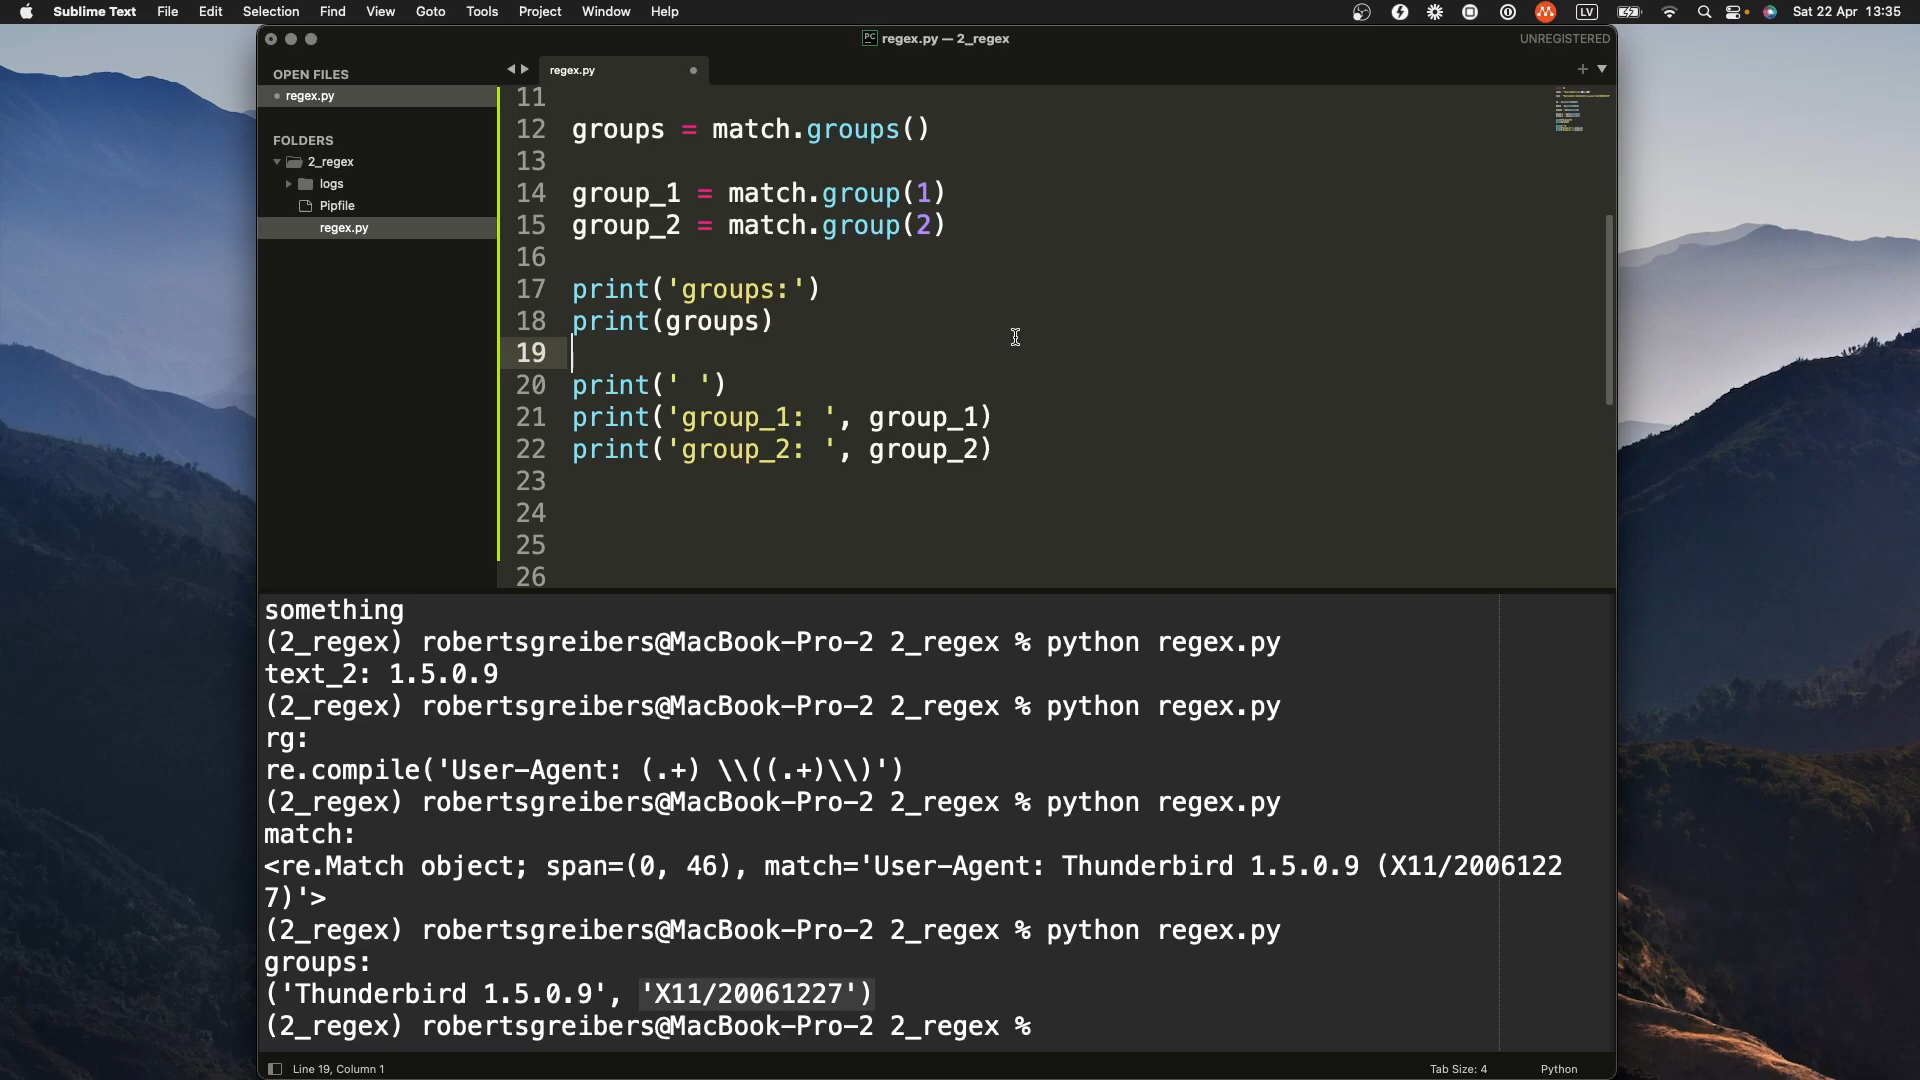 Sublime Text File Edit Selection Find View Goto Tools Project Window Help LV Sat 22 Apr 13:35
regex.py — 2_regex UNREGISTERED
OPEN FILES
regex.py
FOLDERS
2_regex
logs
Pipfile
regex.py
regex.py
11
12 groups = match.groups()
13
14 group_1 = match.group(1)
15 group_2 = match.group(2)
16
17 print('groups:')
18 print(groups)
19
20 print(' ')
21 print('group_1: ', group_1)
22 print('group_2: ', group_2)
23
24
25
26
something
(2_regex) robertsgreibers@MacBook-Pro-2 2_regex % python regex.py
text_2: 1.5.0.9
(2_regex) robertsgreibers@MacBook-Pro-2 2_regex % python regex.py
rg:
re.compile('User-Agent: (.+) \\((.+)\\)')
(2_regex) robertsgreibers@MacBook-Pro-2 2_regex % python regex.py
match:
<re.Match object; span=(0, 46), match='User-Agent: Thunderbird 1.5.0.9 (X11/2006122
7)'>
(2_regex) robertsgreibers@MacBook-Pro-2 2_regex % python regex.py
groups:
('Thunderbird 1.5.0.9', 'X11/20061227')
(2_regex) robertsgreibers@MacBook-Pro-2 2_regex %
Line 19, Column 1 Tab Size: 4 Python